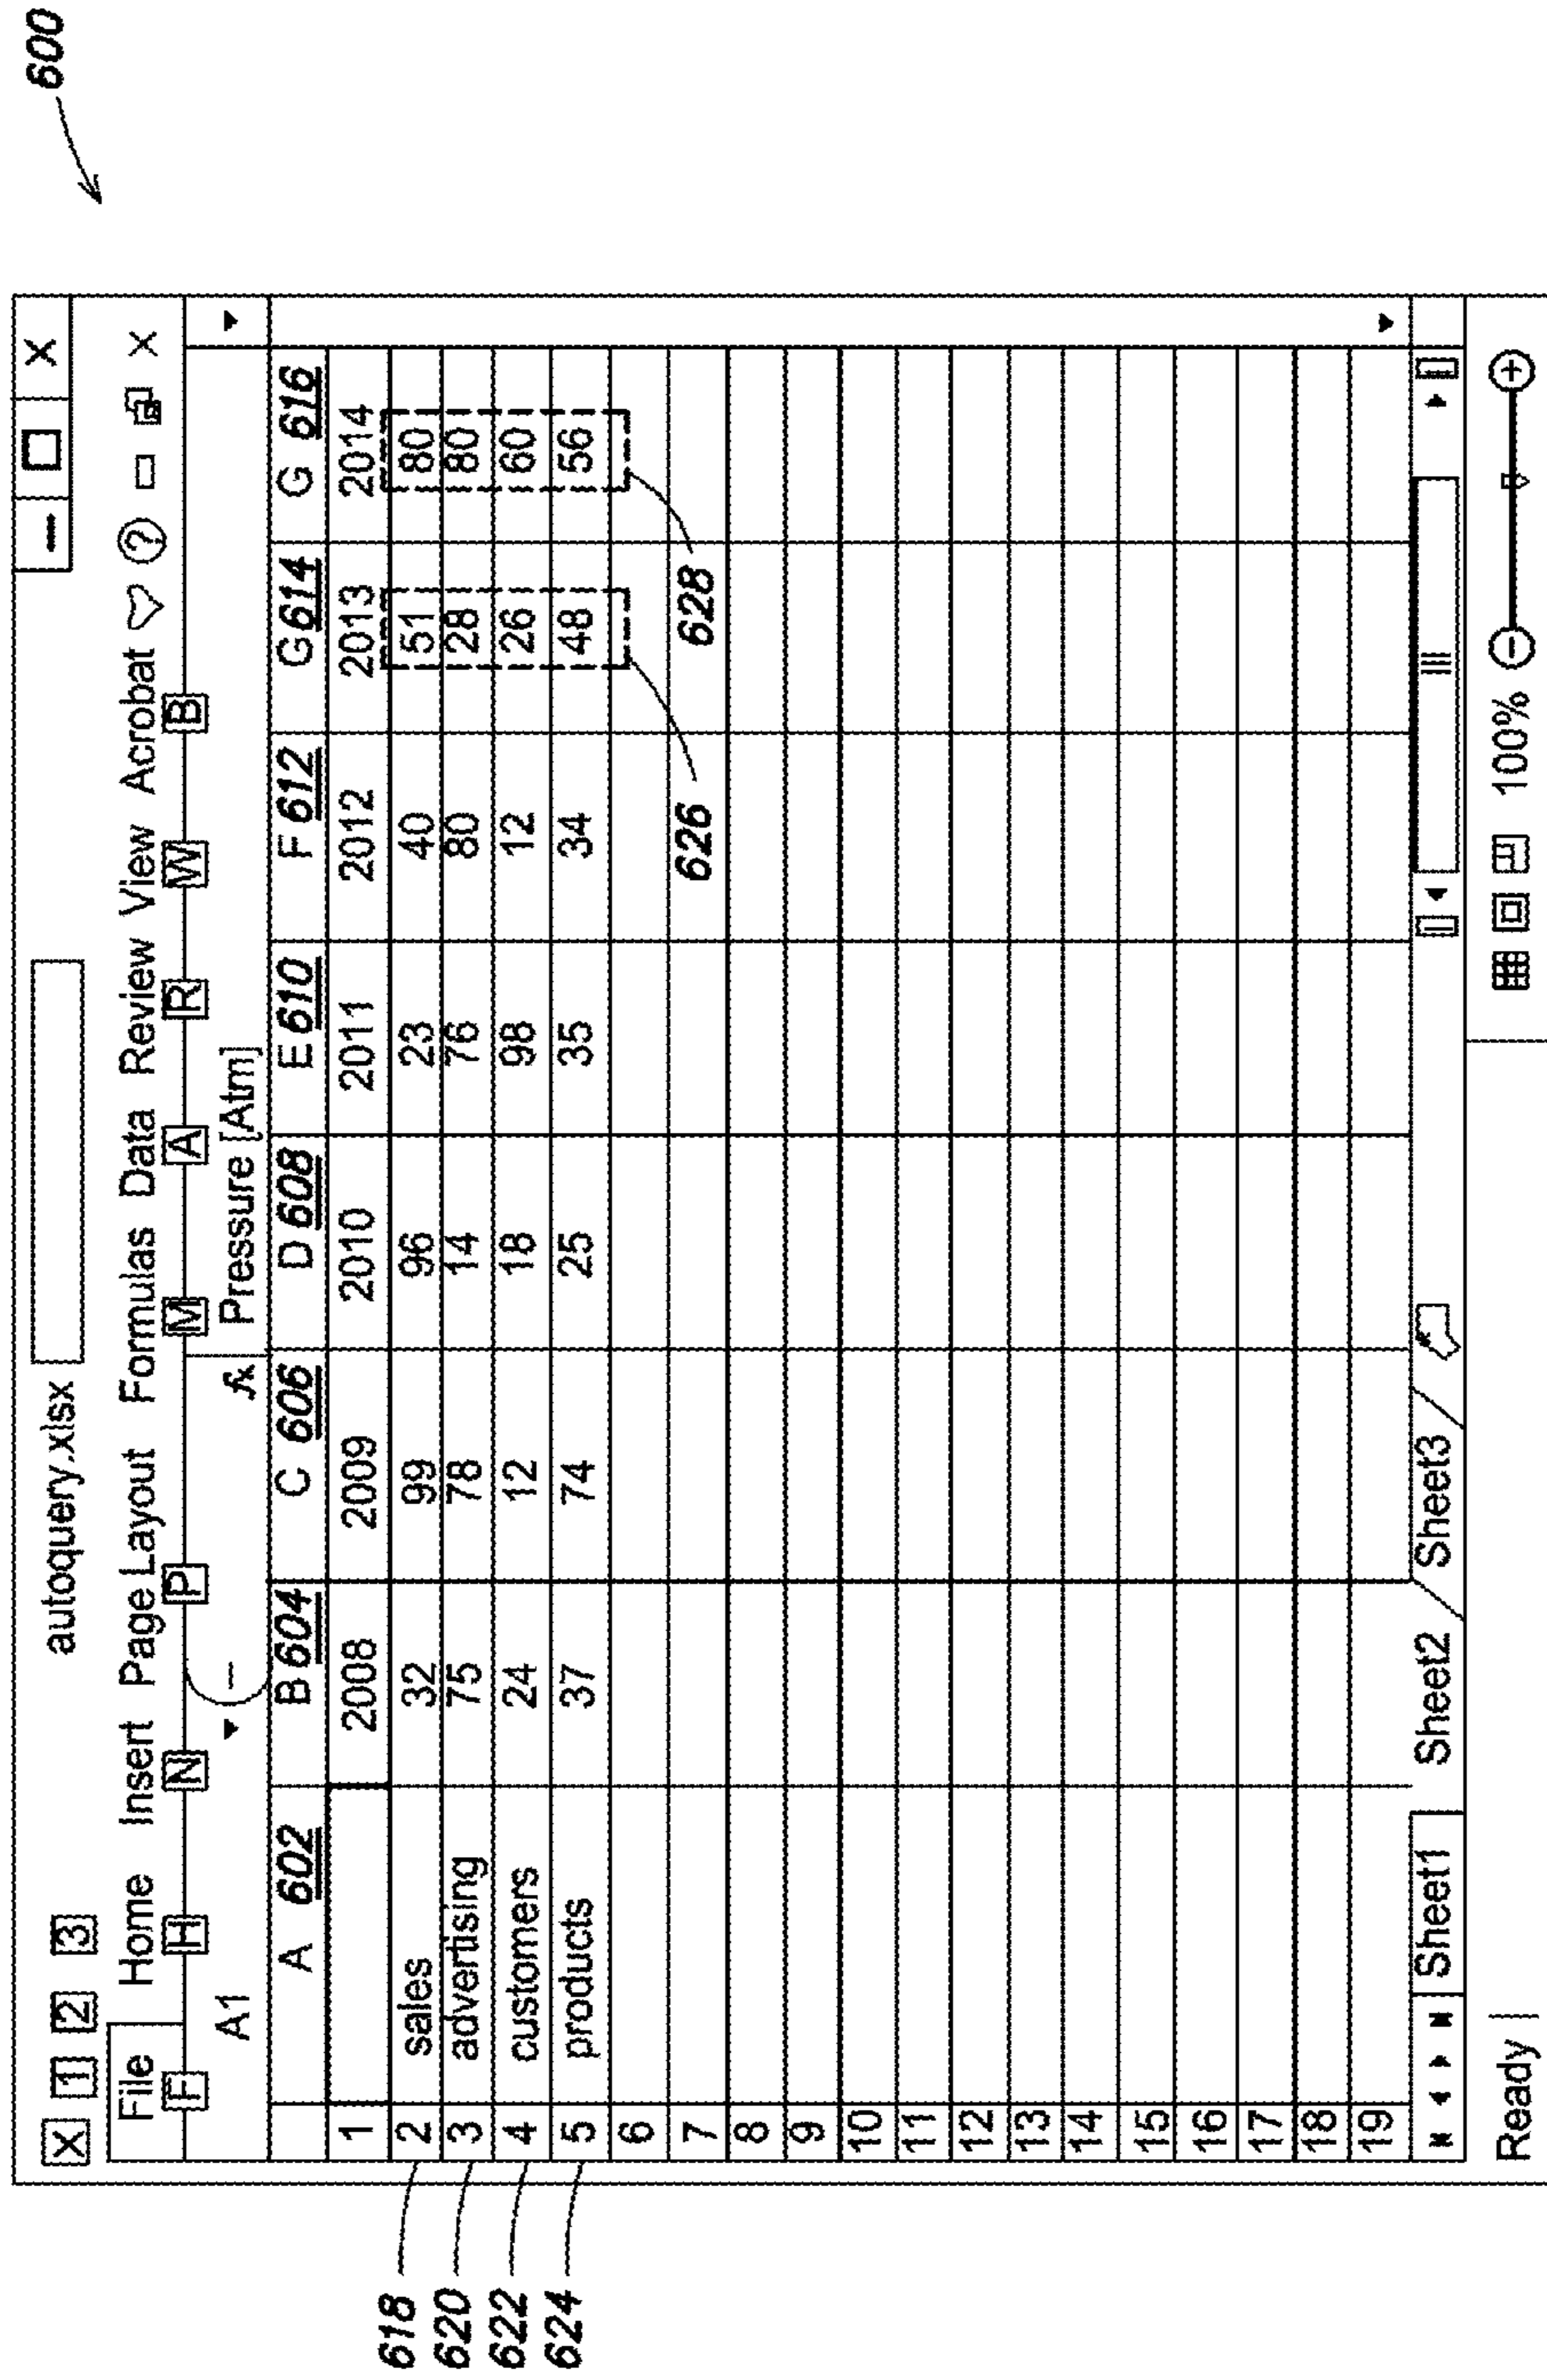 600
autoquery.xlsx
X 1 2 3
File Home Insert Page Layout Formulas Data Review View Acrobat ? X
F H N P M A R W B
A1 fx Pressure [Atm]
A 602 B 604 C 606 D 608 E 610 F 612 G 614 G 616
1 2008 2009 2010 2011 2012 2013 2014
618 2 sales 32 99 96 23 40 51 80
620 3 advertising 75 78 14 76 80 28 80
622 4 customers 24 12 18 98 12 26 60
624 5 products 37 74 25 35 34 48 56
6
7 626 628
8
9
10
11
12
13
14
15
16
17
18
19
Sheet1 Sheet2 Sheet3
Ready 100%